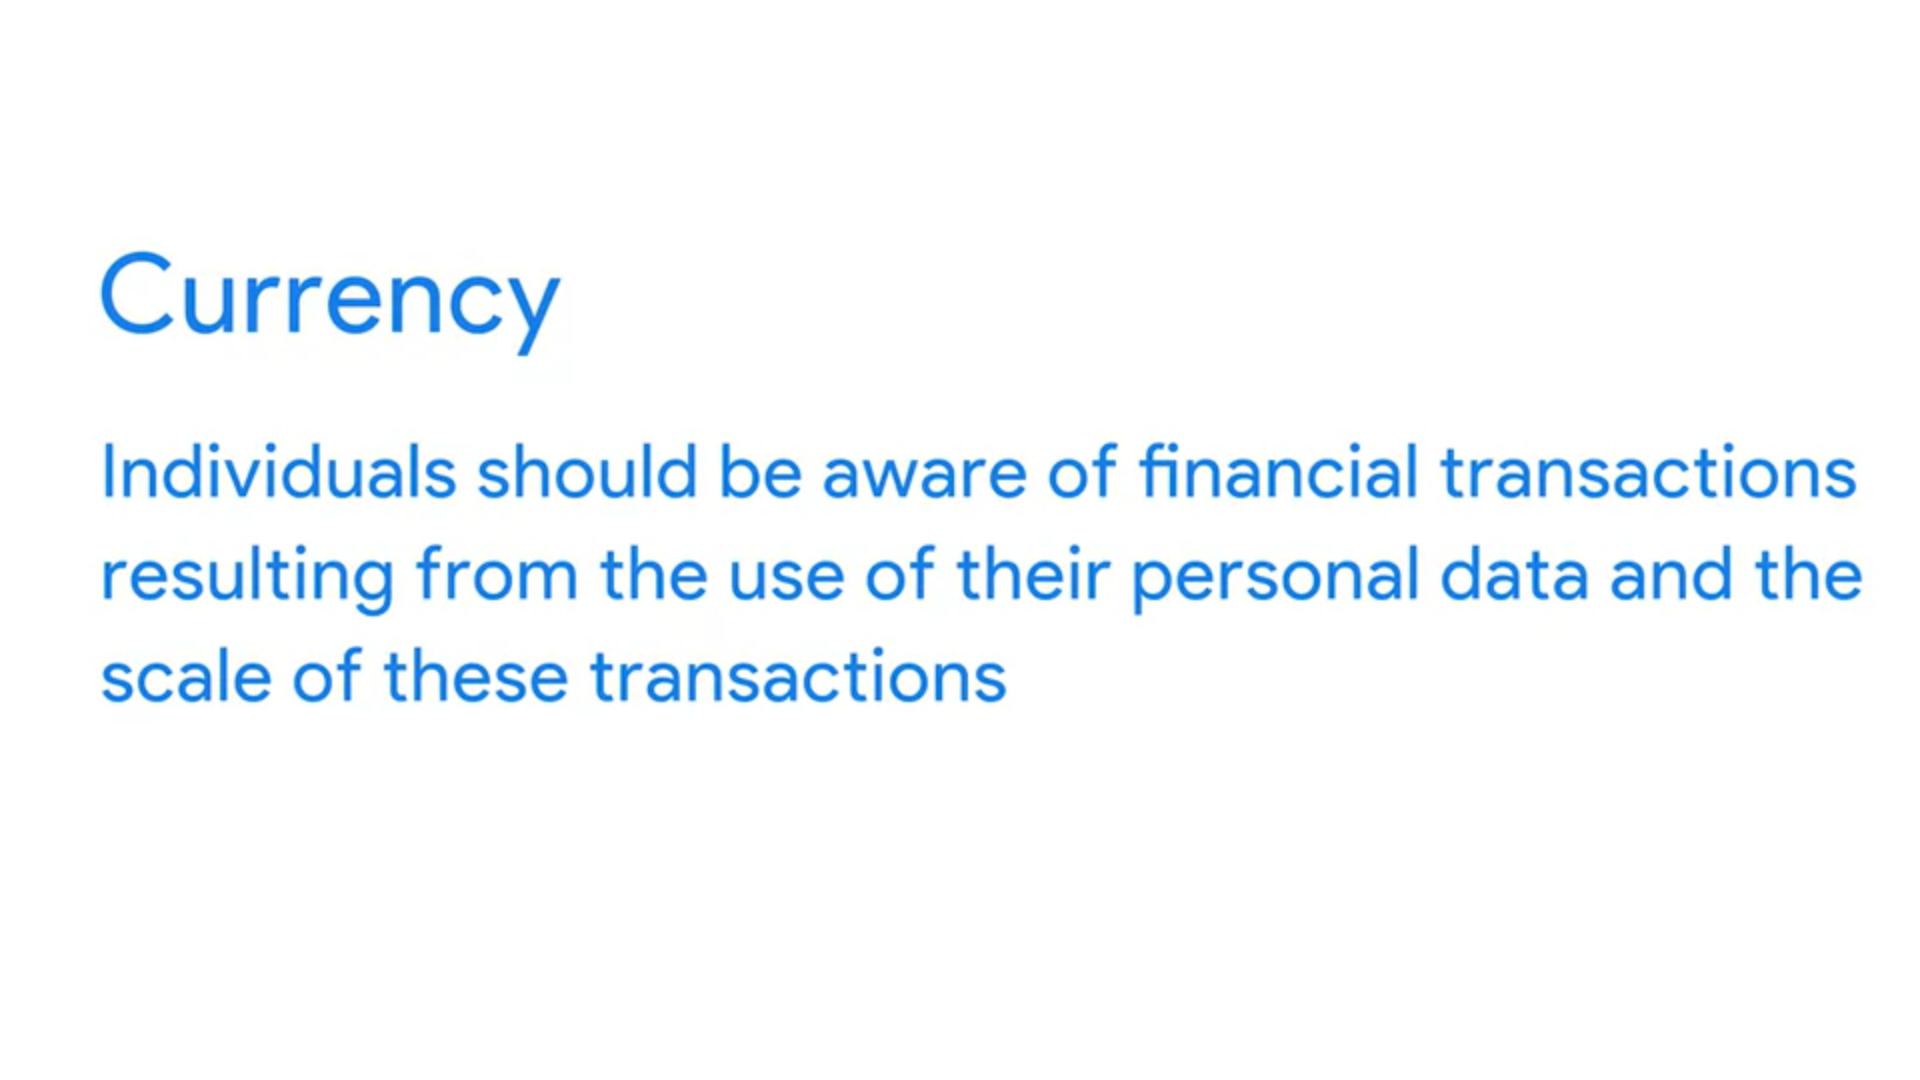 Currency
Individuals should be aware of financial transactions
resulting from the use of their personal data and the
scale of these transactions